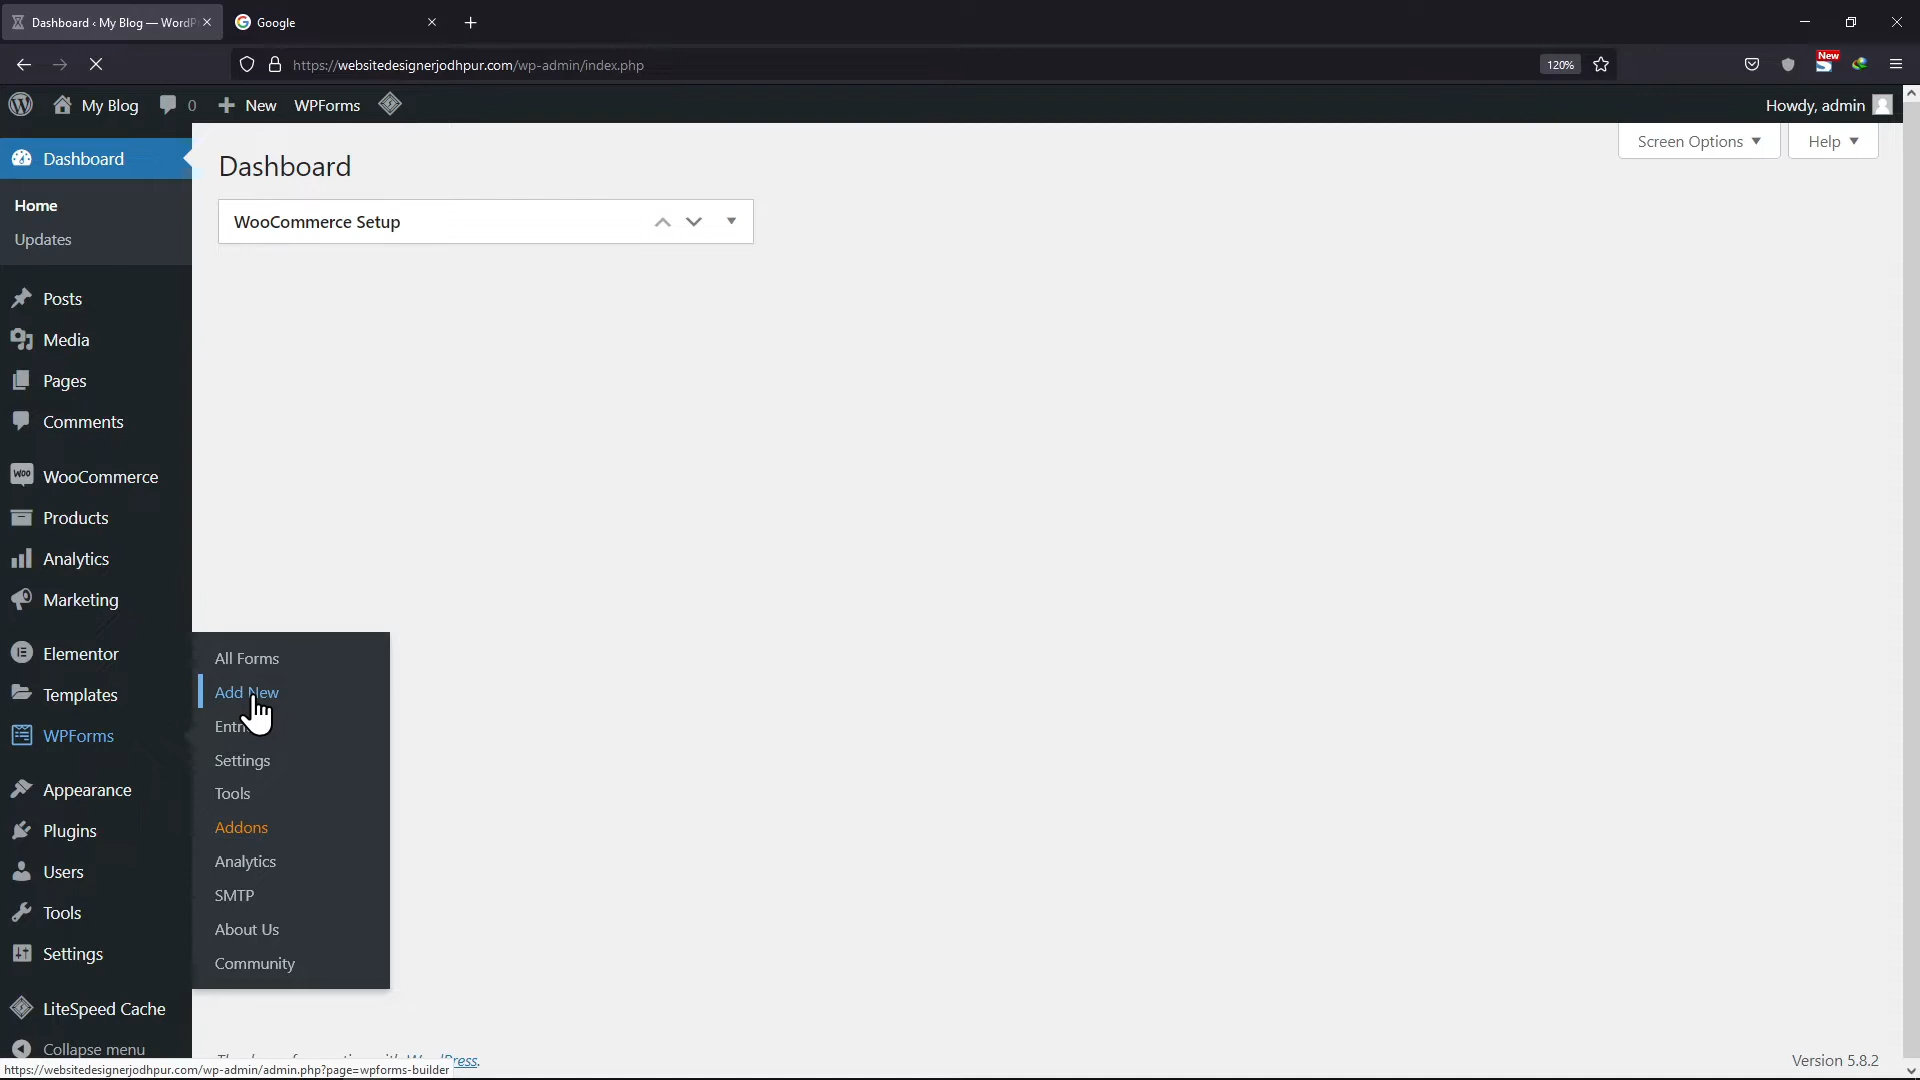 Dashboard ‹ My Blog — WordP
Google
https://websitedesignerjodhpur.com/wp-admin/index.php
120%
New
My Blog
0
New
WPForms
Howdy, admin
Dashboard
Home
Updates
Posts
Media
Pages
Comments
Woo
WooCommerce
Products
Analytics
Marketing
Elementor
Templates
WPForms
Appearance
Plugins
Users
Tools
Settings
LiteSpeed Cache
Collapse menu
Dashboard
Screen Options
Help
WooCommerce Setup
All Forms
Add New
Settings
Tools
Addons
Analytics
SMTP
About Us
Community
Version 5.8.2
https://websitedesignerjodhpur.com/wp-admin/admin.php?page=wpforms-builder